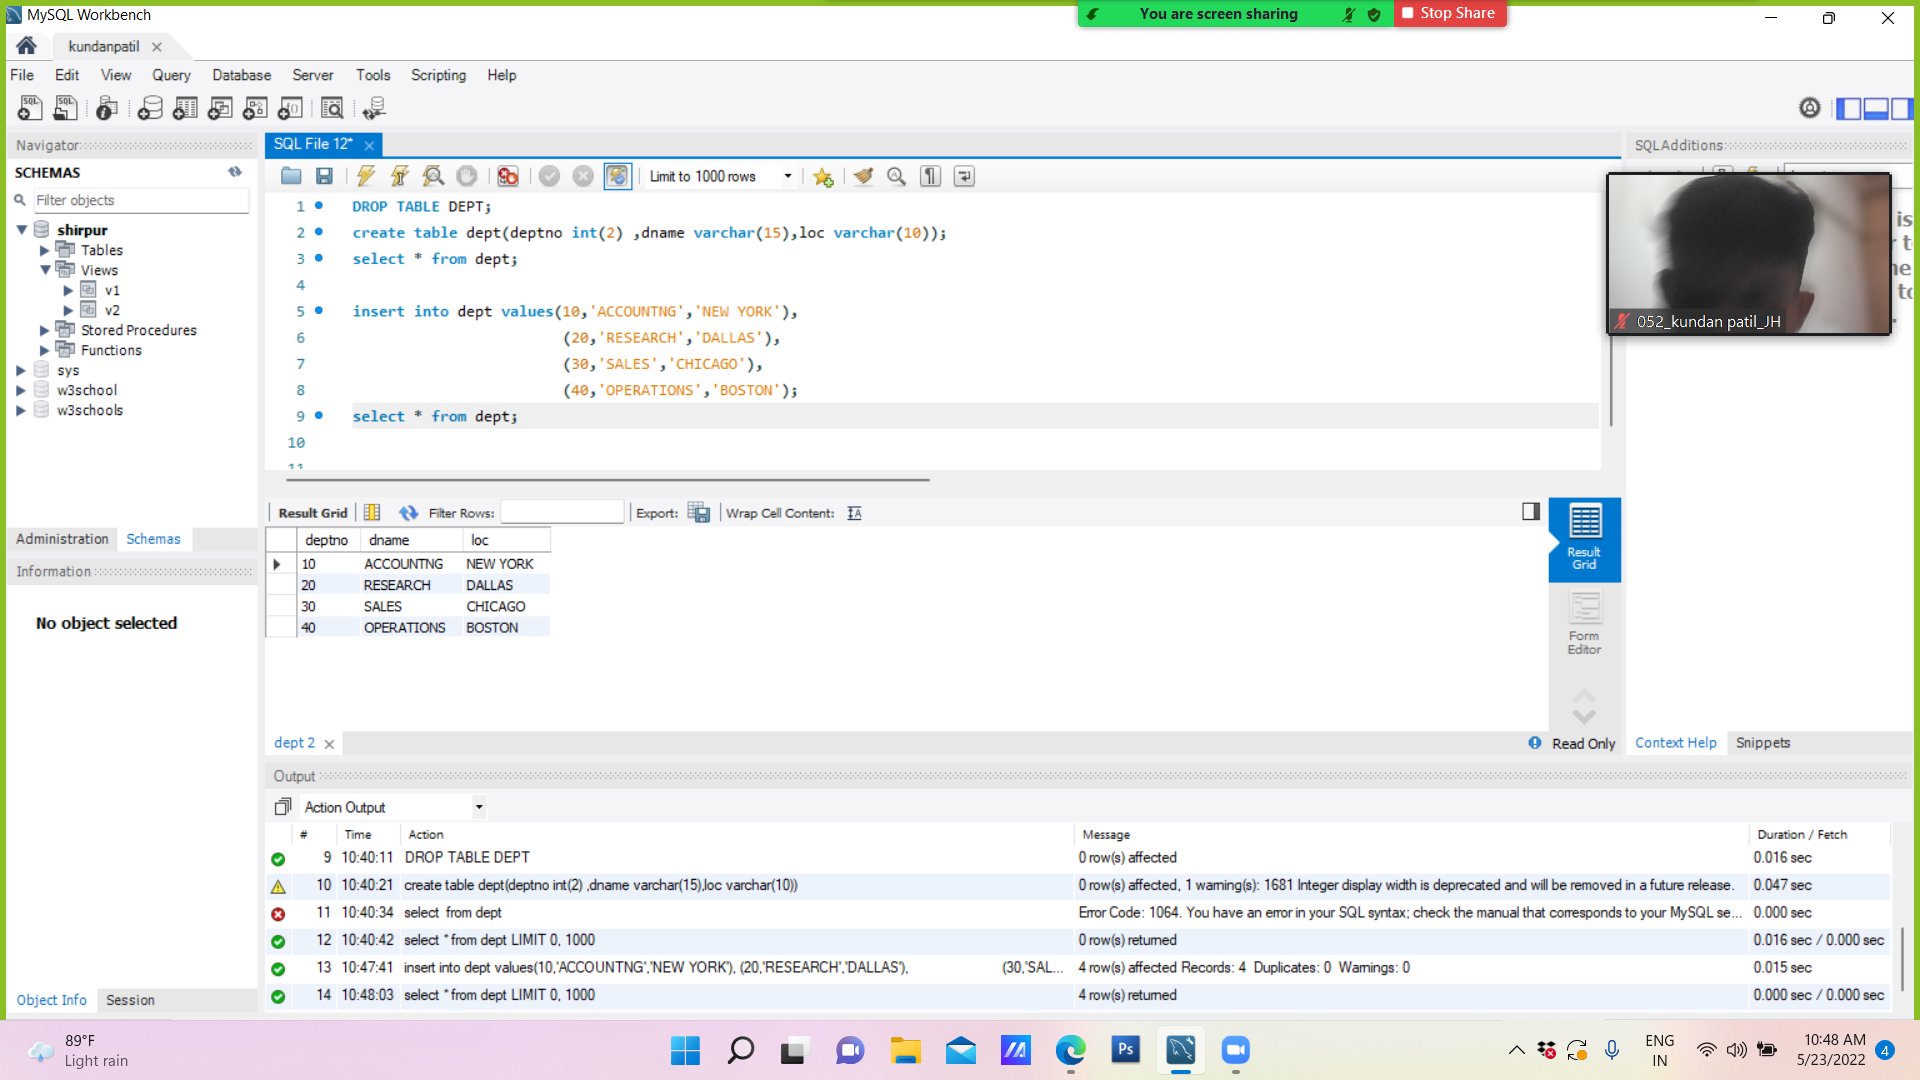 MySQL Workbench
You are screen sharing
Stop Share
kundanpatil
File Edit View Query Database Server Tools Scripting Help
Navigator
SCHEMAS
Filter objects
shirpur
Tables
Views
v1
v2
Stored Procedures
Functions
sys
w3school
w3schools
Administration Schemas
Information
No object selected
Object Info Session
SQL File 12*
Limit to 1000 rows
1 DROP TABLE DEPT;
2 create table dept(deptno int(2) ,dname varchar(15),loc varchar(10));
3 select * from dept;
4
5 insert into dept values(10,'ACCOUNTNG','NEW YORK'),
6 (20,'RESEARCH','DALLAS'),
7 (30,'SALES','CHICAGO'),
8 (40,'OPERATIONS','BOSTON');
9 select * from dept;
10
11
Result Grid Filter Rows: Export: Wrap Cell Content:
deptno dname loc
10 ACCOUNTNG NEW YORK
20 RESEARCH DALLAS
30 SALES CHICAGO
40 OPERATIONS BOSTON
Result
Grid
Form
Editor
dept 2
Read Only
SQLAdditions
052_kundan patil_JH
Context Help Snippets
Output
Action Output
# Time Action Message Duration / Fetch
9 10:40:11 DROP TABLE DEPT 0 row(s) affected 0.016 sec
10 10:40:21 create table dept(deptno int(2) ,dname varchar(15),loc varchar(10)) 0 row(s) affected, 1 warning(s): 1681 Integer display width is deprecated and will be removed in a future release. 0.047 sec
11 10:40:34 select from dept Error Code: 1064. You have an error in your SQL syntax; check the manual that corresponds to your MySQL se... 0.000 sec
12 10:40:42 select * from dept LIMIT 0, 1000 0 row(s) returned 0.016 sec / 0.000 sec
13 10:47:41 insert into dept values(10,'ACCOUNTNG','NEW YORK'), (20,'RESEARCH','DALLAS'), (30,'SAL... 4 row(s) affected Records: 4 Duplicates: 0 Warnings: 0 0.015 sec
14 10:48:03 select * from dept LIMIT 0, 1000 4 row(s) returned 0.000 sec / 0.000 sec
89°F
Light rain
Ps
ENG
IN
10:48 AM
5/23/2022
4